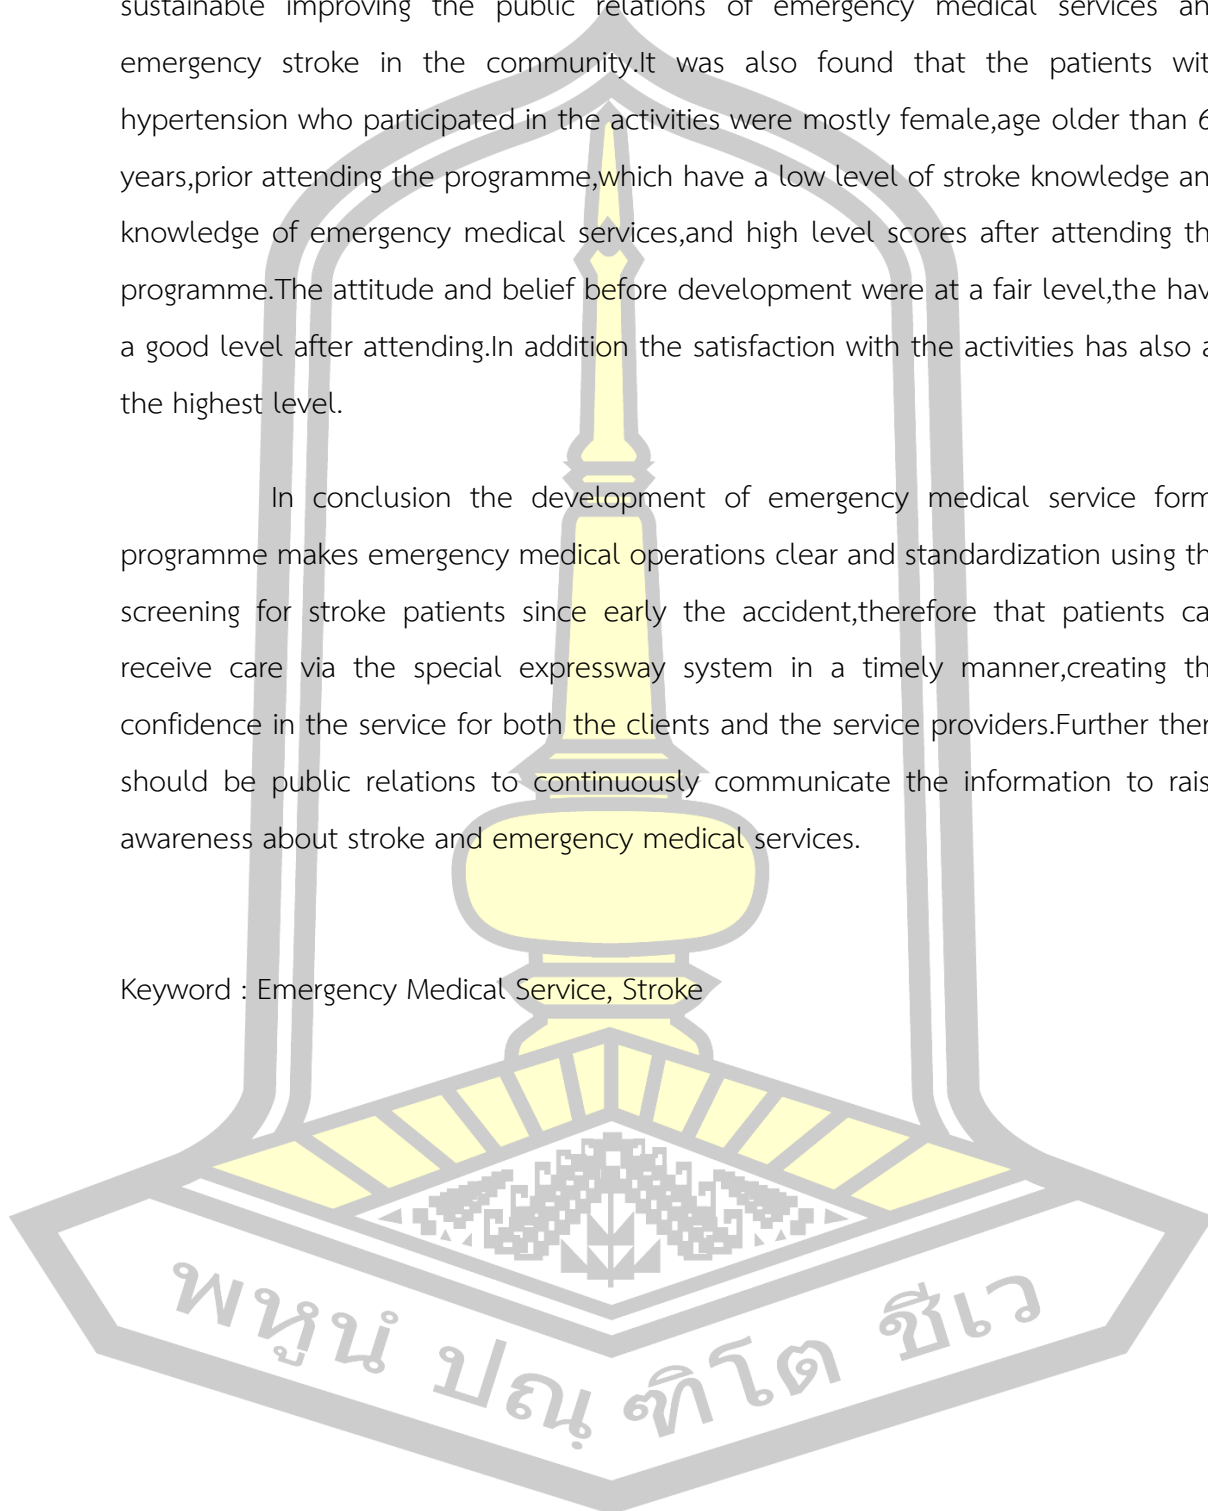 sustainable improving the public relations of emergency medical services an
emergency stroke in the community.It was also found that the patients wit
hypertension who participated in the activities were mostly female,age older than 6
years,prior attending the programme,which have a low level of stroke knowledge an
knowledge of emergency medical services,and high level scores after attending th
programme.The attitude and belief before development were at a fair level,the hav
a good level after attending.In addition the satisfaction with the activities has also a
the highest level.
In conclusion the development of emergency medical service form
programme makes emergency medical operations clear and standardization using th
screening for stroke patients since early the accident,therefore that patients ca
receive care via the special expressway system in a timely manner,creating th
confidence in the service for both the clients and the service providers.Further ther
should be public relations to continuously communicate the information to rais
awareness about stroke and emergency medical services.
Keyword : Emergency Medical Service, Stroke
พหูนํ ปณฺฑิโต ชีเว